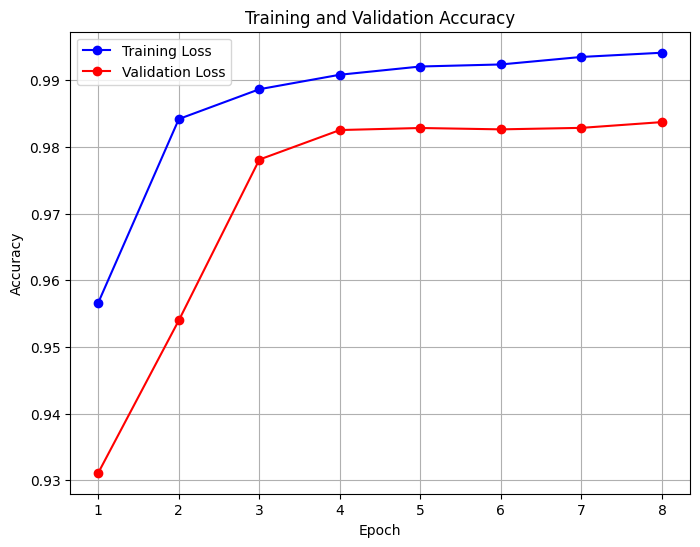 Training and Validation Accuracy
Training Loss
Validation Loss
0.99
0.98
0.97
0.96
0.95
0.94
0.93
Accuracy
1 2 3 4 5 6 7 8
Epoch